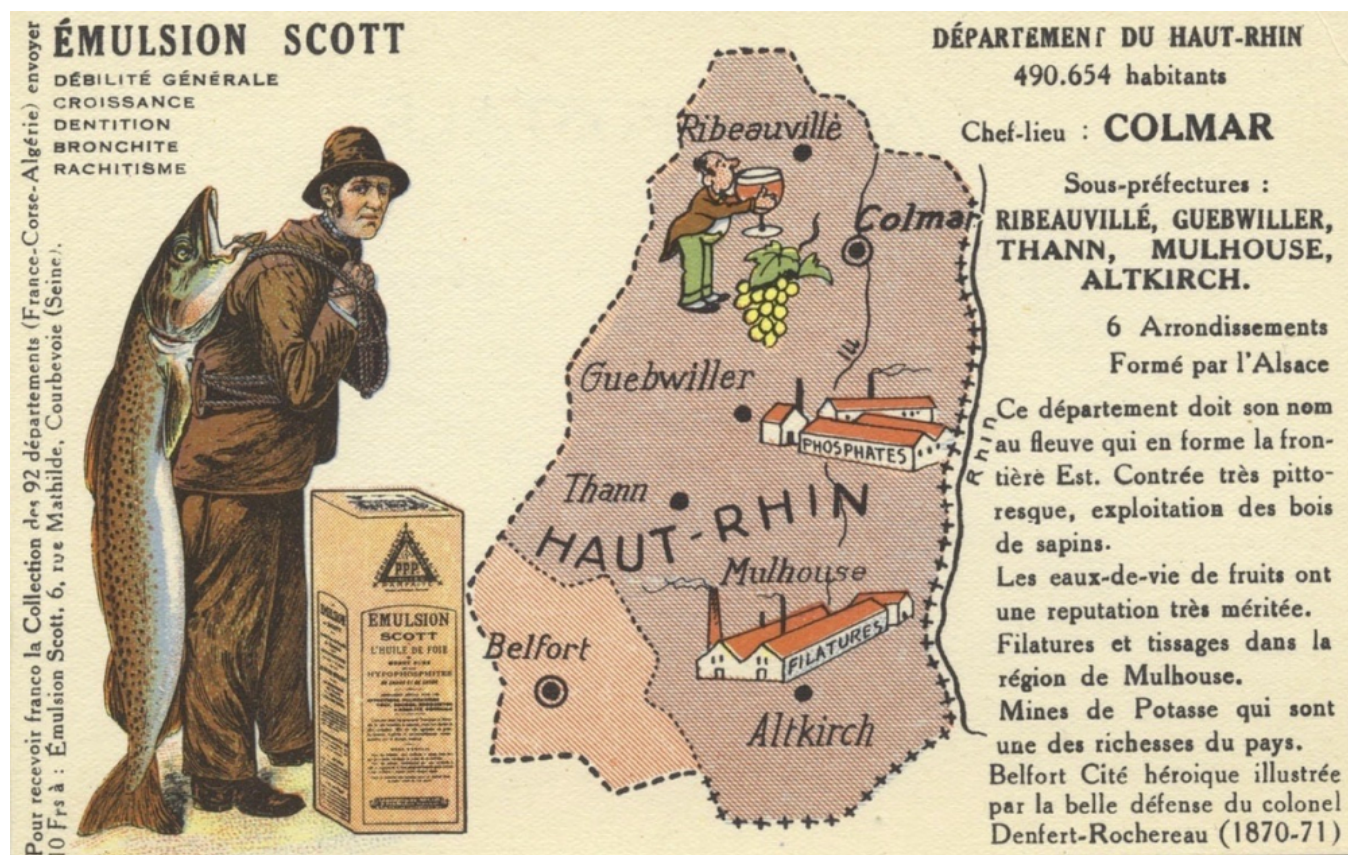 Pour recevoir franco la Collection des 92 départements (France-Corse-Algérie) envoyer
10 Frs à : Émulsion Scott, 6, rue Mathilde, Courbevoie (Seine).
ÉMULSION SCOTT
DÉBILITÉ GÉNÉRALE
CROISSANCE
DENTITION
BRONCHITE
RACHITISME
PPP
EMULSION
SCOTT
L'HUILE DE FOIE
HYPOPHOSPHITES
Ribeauvillè
Colmar
Ill
Guebwiller
PHOSPHATES
Thann
HAUT-RHIN
Mulhouse
FILATURES
Belfort
Altkirch
Rhin
DÉPARTEMENT DU HAUT-RHIN
490.654 habitants
Chef-lieu : COLMAR
Sous-préfectures :
RIBEAUVILLÉ, GUEBWILLER,
THANN, MULHOUSE,
ALTKIRCH.
6 Arrondissements
Formé par l'Alsace
Ce département doit son nom
au fleuve qui en forme la fron-
tière Est. Contrée très pitto-
resque, exploitation des bois
de sapins.
Les eaux-de-vie de fruits ont
une reputation très méritée.
Filatures et tissages dans la
région de Mulhouse.
Mines de Potasse qui sont
une des richesses du pays.
Belfort Cité héroique illustrée
par la belle défense du colonel
Denfert-Rochereau (1870-71)